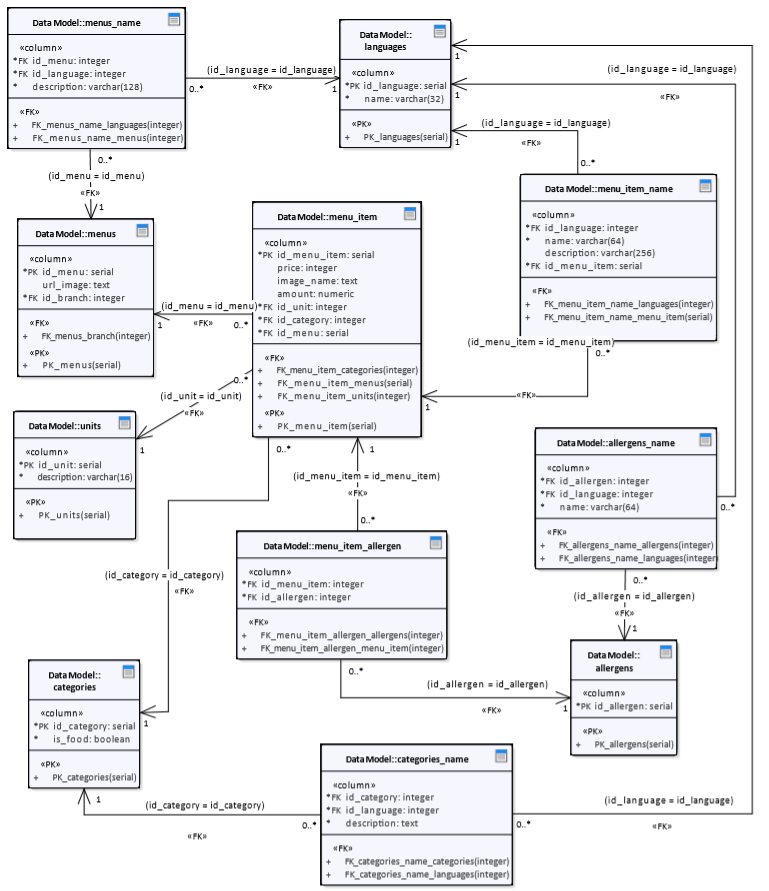 Data Model::menus_name
«column»
*FK id_menu: integer
*FK id_language: integer
* description: varchar(128)
«FK»
+ FK_menus_name_languages(integer)
+ FK_menus_name_menus(integer)
Data Model::
languages
«column»
*PK id_language: serial
* name: varchar(32)
«PK»
+ PK_languages(serial)
(id_language = id_language)
0..*
«FK»
1
1
(id_language = id_language)
1
«FK»
(id_language = id_language)
1
«FK»
0..*
0..*
(id_menu = id_menu)
«FK»
1
Data Model::menu_item_name
«column»
*FK id_language: integer
* name: varchar(64)
description: varchar(256)
*FK id_menu_item: serial
«FK»
+ FK_menu_item_name_languages(integer)
+ FK_menu_item_name_menu_item(serial)
Data Model::menus
«column»
*PK id_menu: serial
url_image: text
*FK id_branch: integer
«FK»
+ FK_menus_branch(integer)
«PK»
+ PK_menus(serial)
Data Model::menu_item
«column»
*PK id_menu_item: serial
price: integer
image_name: text
amount: numeric
*FK id_unit: integer
*FK id_category: integer
*FK id_menu: serial
«FK»
+ FK_menu_item_categories(integer)
+ FK_menu_item_menus(serial)
+ FK_menu_item_units(integer)
«PK»
+ PK_menu_item(serial)
(id_menu = id_menu)
1
«FK»
0..*
(id_menu_item = id_menu_item)
0..*
«FK»
1
0..*
(id_unit = id_unit)
«FK»
1
Data Model::units
«column»
*PK id_unit: serial
* description: varchar(16)
«PK»
+ PK_units(serial)
0..*
1
(id_menu_item = id_menu_item)
«FK»
0..*
Data Model::allergens_name
«column»
*FK id_allergen: integer
*FK id_language: integer
* name: varchar(64)
«FK»
+ FK_allergens_name_allergens(integer)
+ FK_allergens_name_languages(integer)
0..*
Data Model::menu_item_allergen
«column»
*FK id_menu_item: integer
*FK id_allergen: integer
«FK»
+ FK_menu_item_allergen_allergens(integer)
+ FK_menu_item_allergen_menu_item(integer)
(id_category = id_category)
«FK»
0..*
(id_allergen = id_allergen)
«FK»
1
Data Model::
allergens
«column»
*PK id_allergen: serial
«PK»
+ PK_allergens(serial)
0..*
(id_allergen = id_allergen)
«FK»
1
Data Model::
categories
«column»
*PK id_category: serial
* is_food: boolean
«PK»
+ PK_categories(serial)
1
Data Model::categories_name
«column»
*FK id_category: integer
*FK id_language: integer
* description: text
«FK»
+ FK_categories_name_categories(integer)
+ FK_categories_name_languages(integer)
1
(id_category = id_category)
0..*
«FK»
(id_language = id_language)
0..*
«FK»